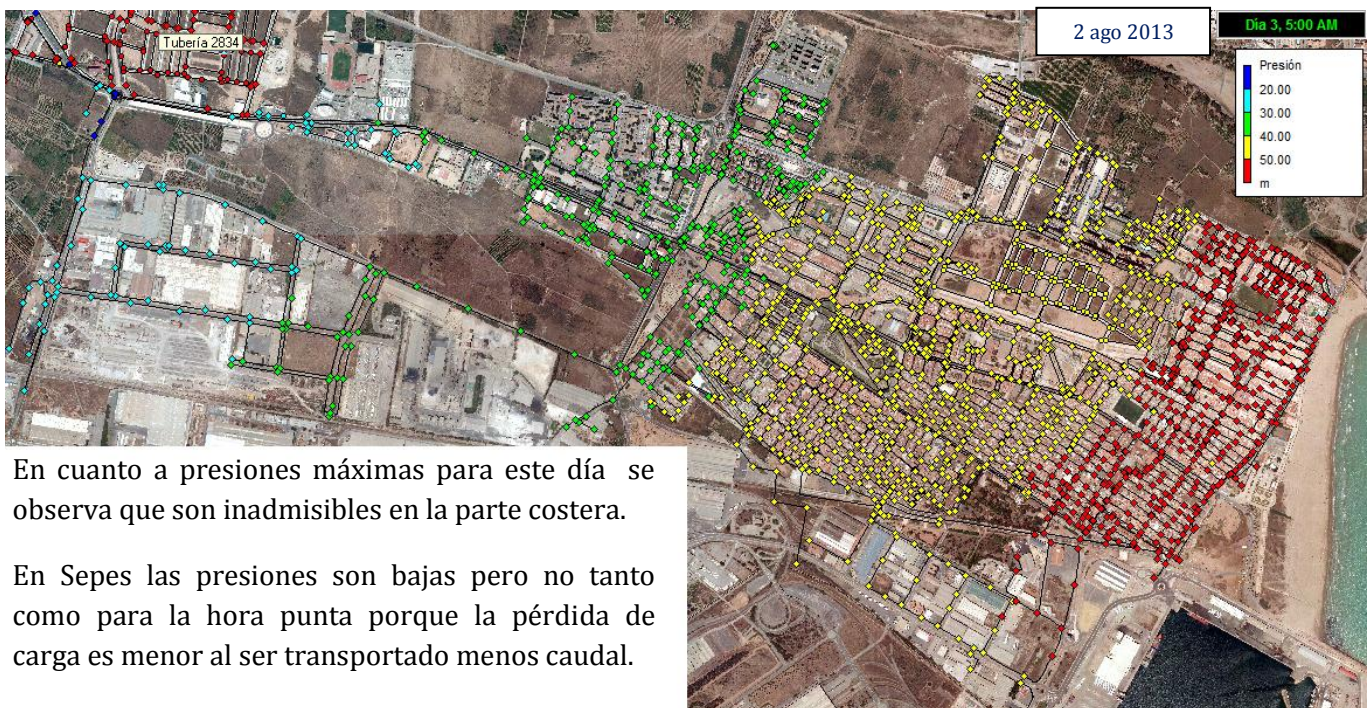 Tubería 2834
2 ago 2013
Día 3, 5:00 AM
Presión
20.00
30.00
40.00
50.00
m
En cuanto a presiones máximas para este día se
observa que son inadmisibles en la parte costera.
En Sepes las presiones son bajas pero no tanto
como para la hora punta porque la pérdida de
carga es menor al ser transportado menos caudal.